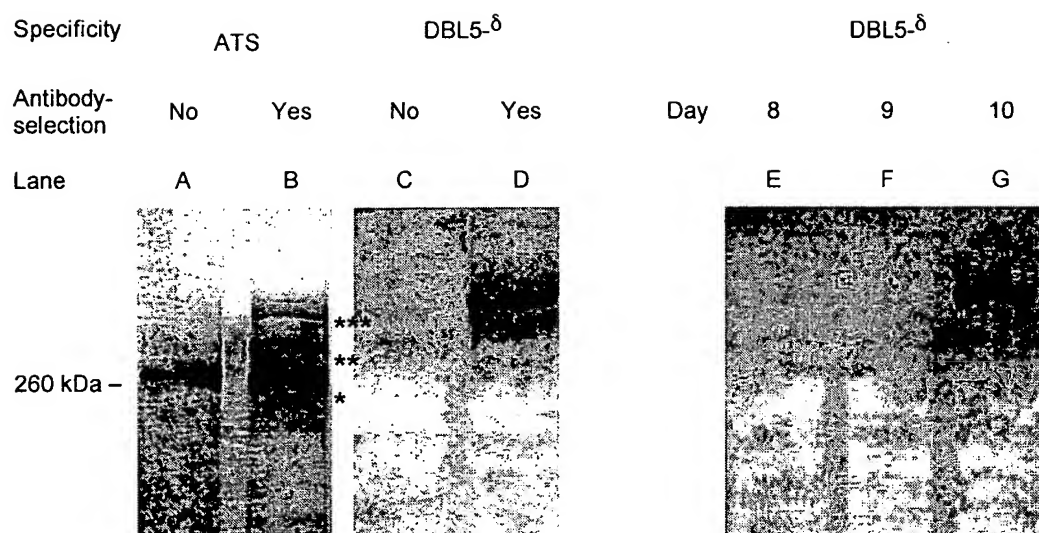 Specificity ATS DBL5-δ DBL5-δ
Antibody-selection No Yes No Yes Day 8 9 10
Lane A B C D E F G
***
**
260 kDa –
*